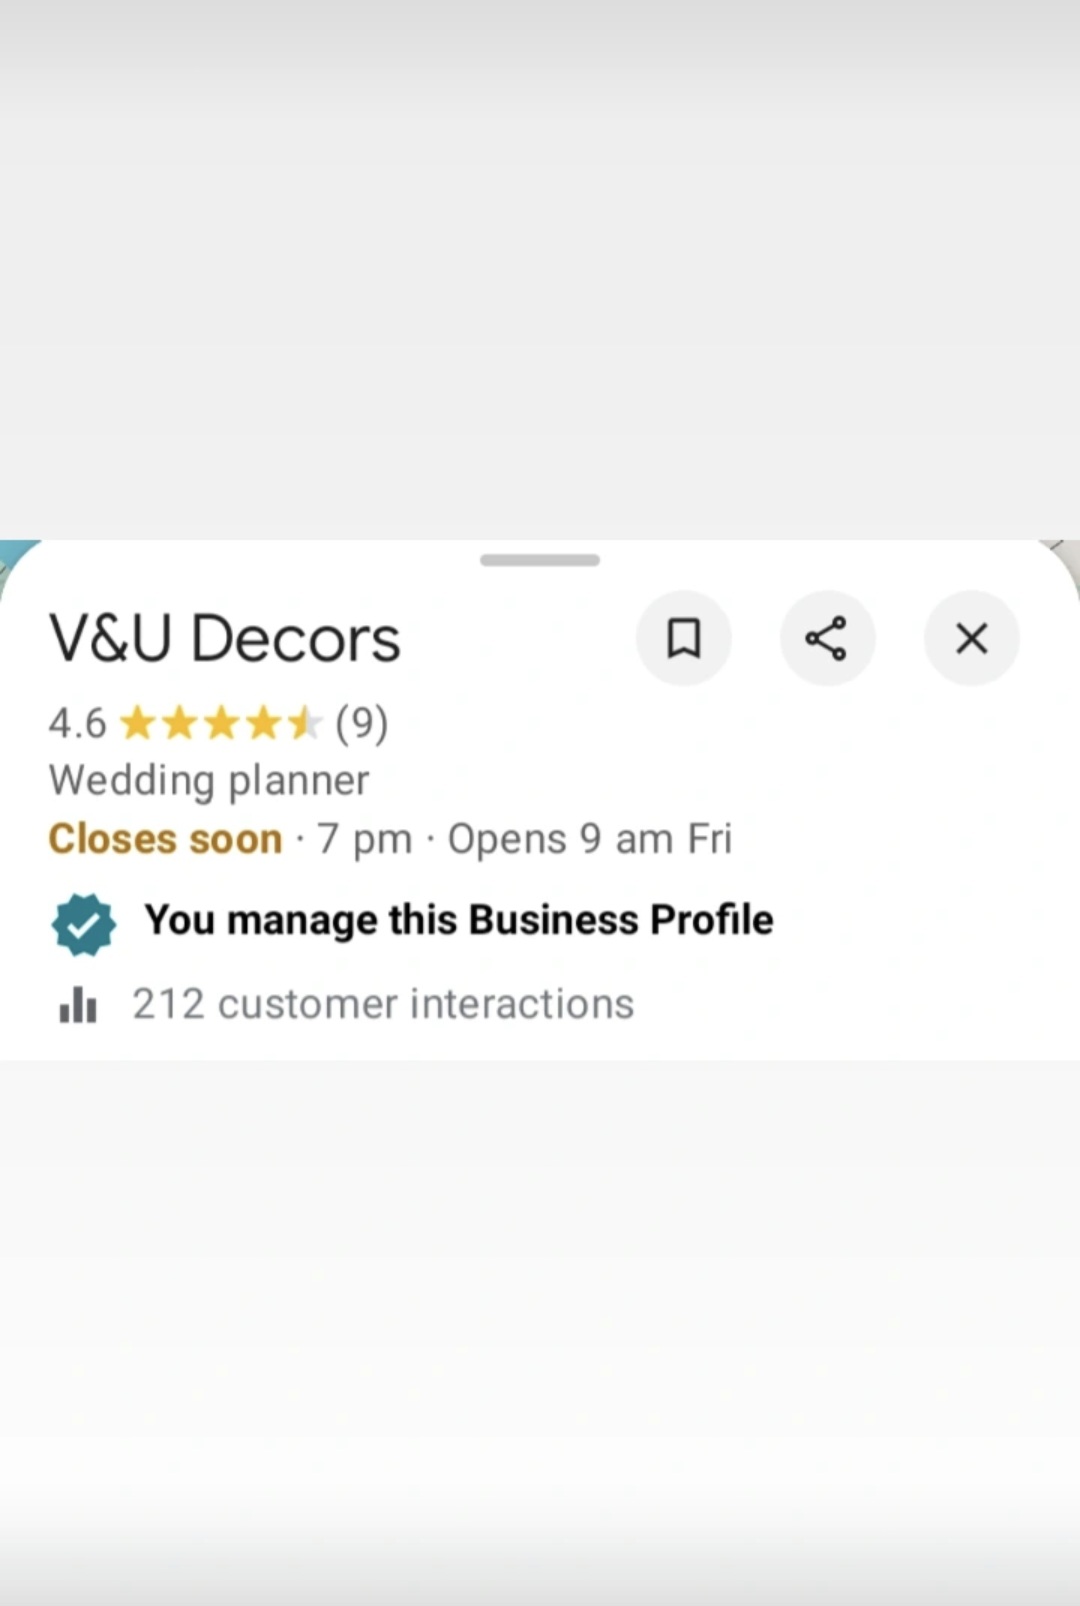 V&U Decors
4.6 (9)
Wedding planner
Closes soon · 7 pm · Opens 9 am Fri
You manage this Business Profile
212 customer interactions